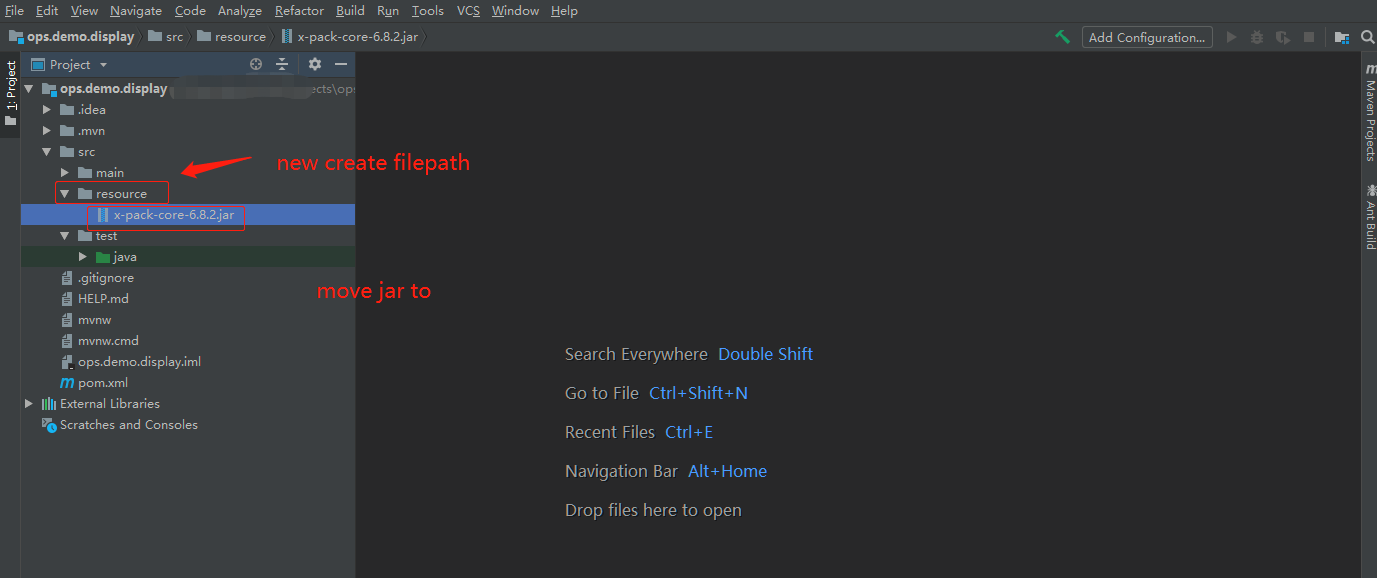 File Edit View Navigate Code Analyze Refactor Build Run Tools VCS Window Help
ops.demo.display src resource x-pack-core-6.8.2.jar Add Configuration...
Project
1: Project
ops.demo.display ects\ops
.idea
.mvn
src
main
resource
x-pack-core-6.8.2.jar
test
java
.gitignore
HELP.md
mvnw
mvnw.cmd
ops.demo.display.iml
pom.xml
External Libraries
Scratches and Consoles
new create filepath
move jar to
Search Everywhere Double Shift
Go to File Ctrl+Shift+N
Recent Files Ctrl+E
Navigation Bar Alt+Home
Drop files here to open
m Maven Projects
Ant Build